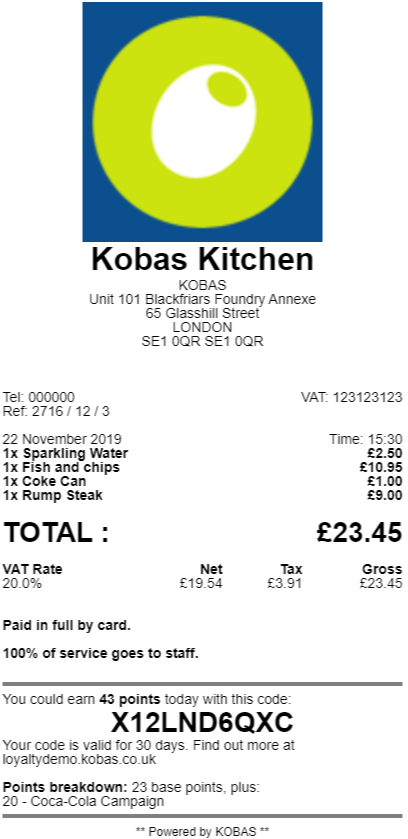 Kobas Kitchen
KOBAS
Unit 101 Blackfriars Foundry Annexe
65 Glasshill Street
LONDON
SE1 0QR SE1 0QR
Tel: 000000 VAT: 123123123
Ref: 2716 / 12 / 3
22 November 2019 Time: 15:30
1x Sparkling Water £2.50
1x Fish and chips £10.95
1x Coke Can £1.00
1x Rump Steak £9.00
TOTAL : £23.45
VAT Rate Net Tax Gross
20.0% £19.54 £3.91 £23.45
Paid in full by card.
100% of service goes to staff.
You could earn 43 points today with this code:
X12LND6QXC
Your code is valid for 30 days. Find out more at
loyaltydemo.kobas.co.uk
Points breakdown: 23 base points, plus:
20 - Coca-Cola Campaign
** Powered by KOBAS **